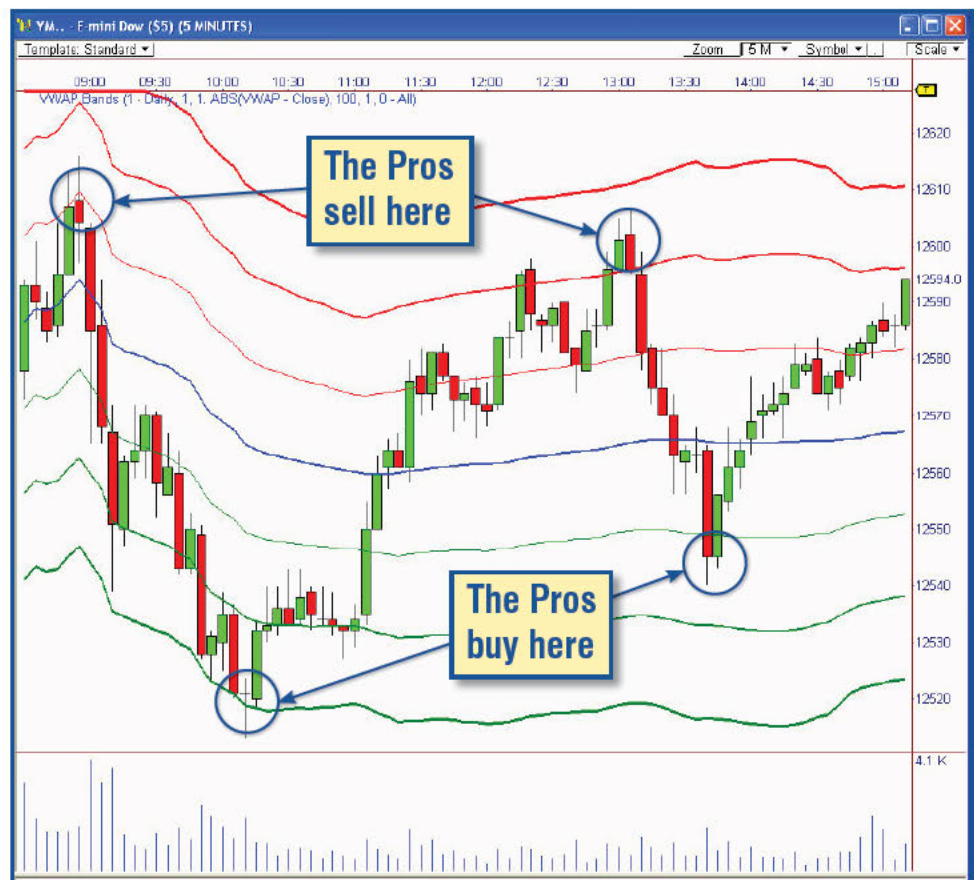 YM.. - E-mini Dow ($5) (5 MINUTES)
Template: Standard
Zoom 5 M Symbol .. Scale
09:00 09:30 10:00 10:30 11:00 11:30 12:00 12:30 13:00 13:30 14:00 14:30 15:00
VWAP Bands (1 - Daily, 1, 1. ABS(VWAP - Close), 100, 1, 0 - All)
T
The Pros
sell here
12620
12610
12600
12594.0
12590
12580
12570
12560
12550
12540
The Pros
buy here
12530
12520
4.1 K